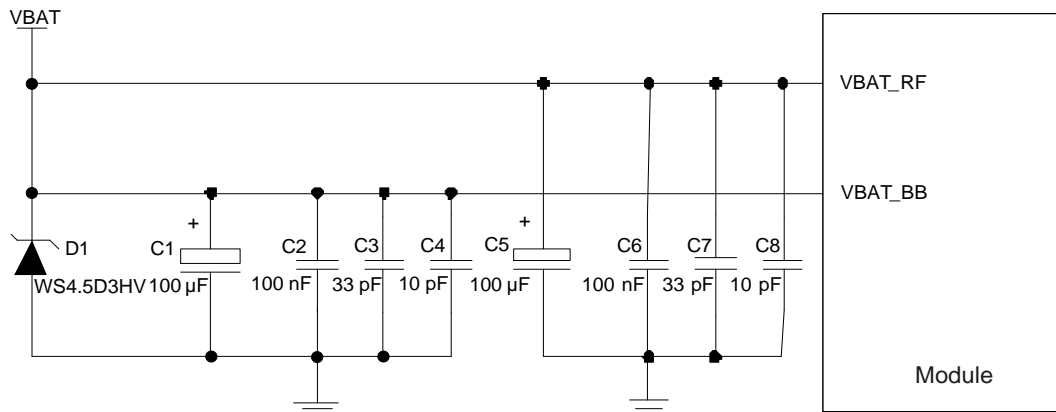 VBAT
VBAT_RF
VBAT_BB
+
+
D1
C1
C2
C3
C4
C5
C6
C7
C8
WS4.5D3HV
100 µF
100 nF
33 pF
10 pF
100 µF
100 nF
33 pF
10 pF
Module